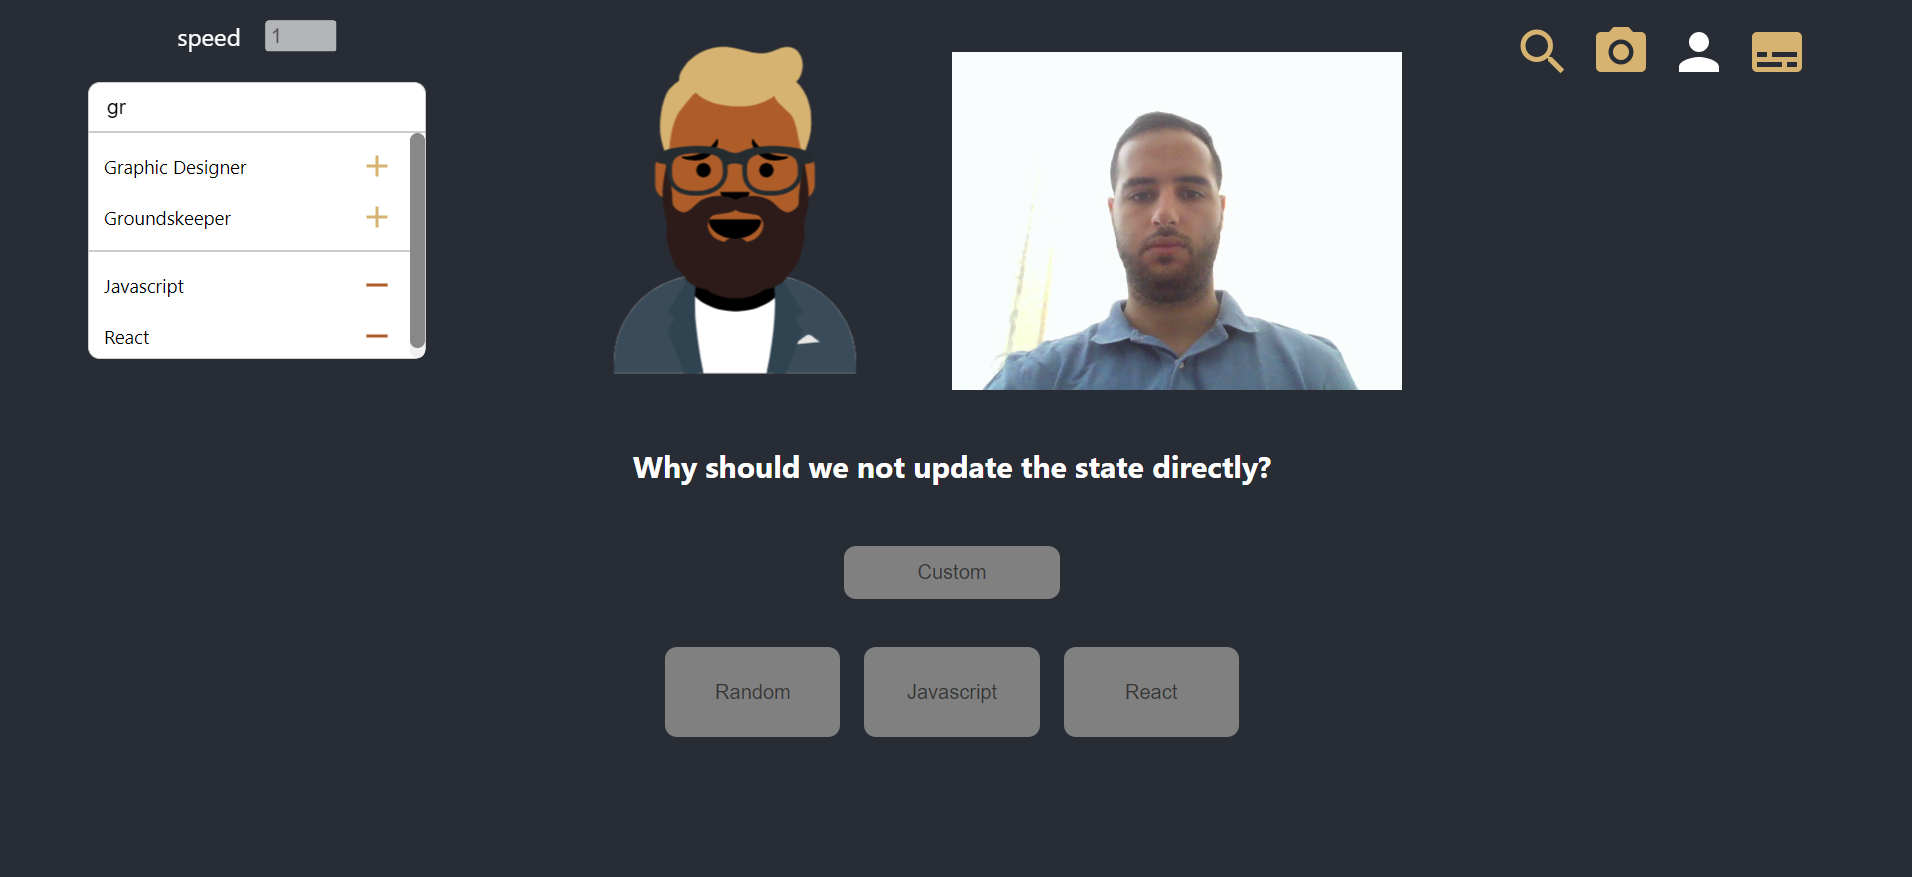 speed 1
gr
Graphic Designer
Groundskeeper
Javascript
React
Why should we not update the state directly?
Custom
Random Javascript React